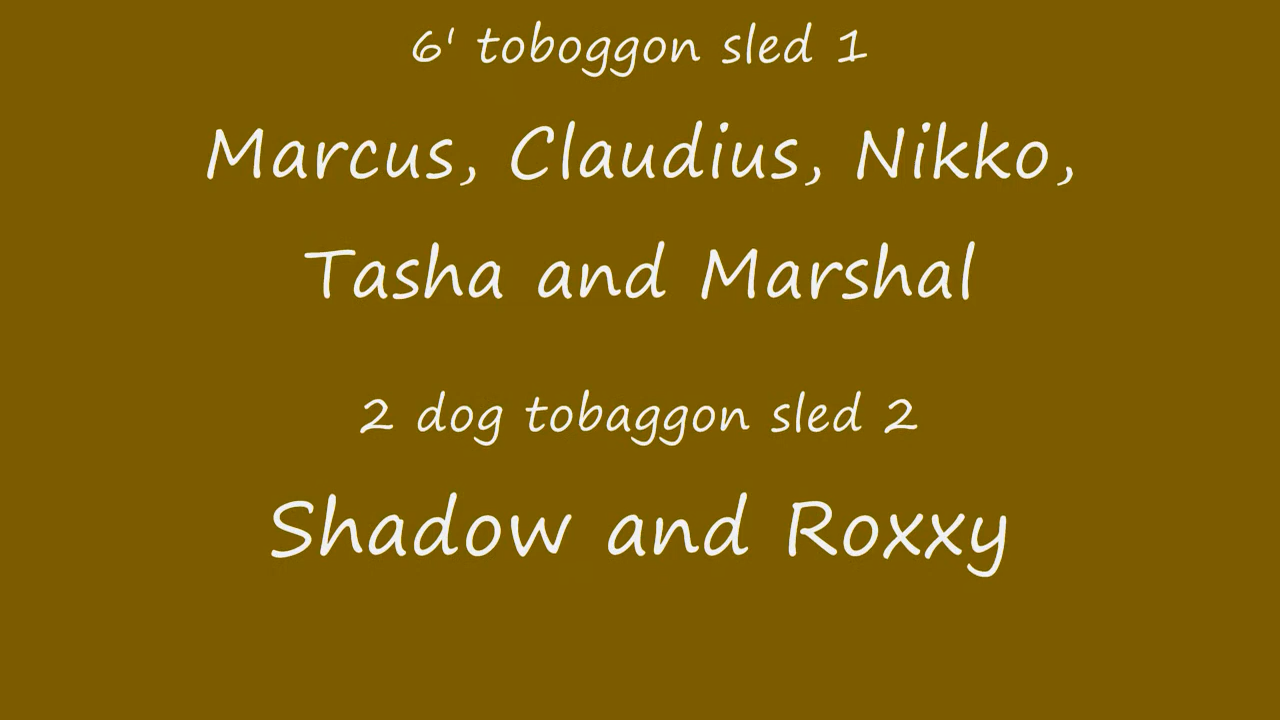 6' toboggon sled 1
Marcus, Claudius, Nikko,
Tasha and Marshal
2 dog tobaggon sled 2
Shadow and Roxxy